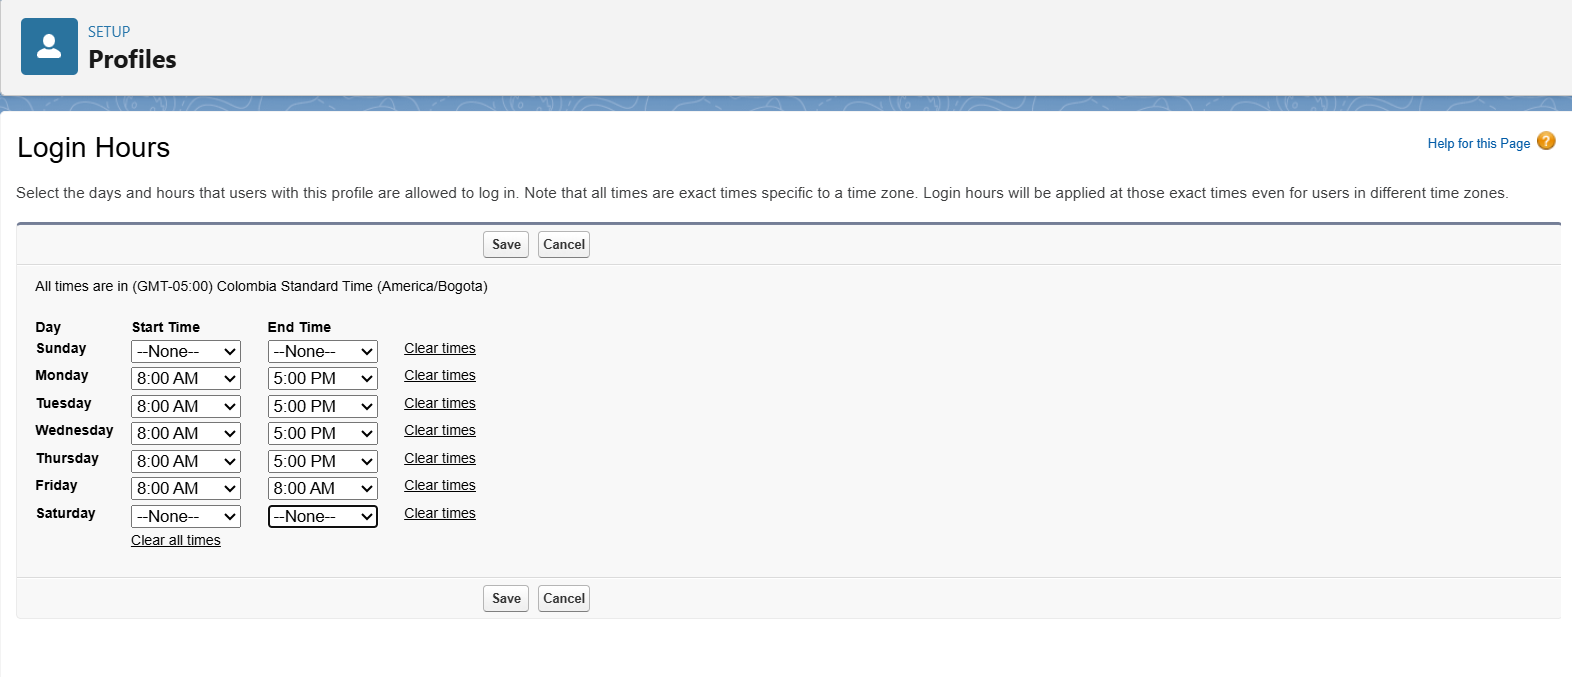 SETUP
Profiles
Login Hours
Help for this Page ?
Select the days and hours that users with this profile are allowed to log in. Note that all times are exact times specific to a time zone. Login hours will be applied at those exact times even for users in different time zones.
Save Cancel
All times are in (GMT-05:00) Colombia Standard Time (America/Bogota)
Day Start Time End Time
Sunday --None-- --None-- Clear times
Monday 8:00 AM 5:00 PM Clear times
Tuesday 8:00 AM 5:00 PM Clear times
Wednesday 8:00 AM 5:00 PM Clear times
Thursday 8:00 AM 5:00 PM Clear times
Friday 8:00 AM 8:00 AM Clear times
Saturday --None-- --None-- Clear times
Clear all times
Save Cancel